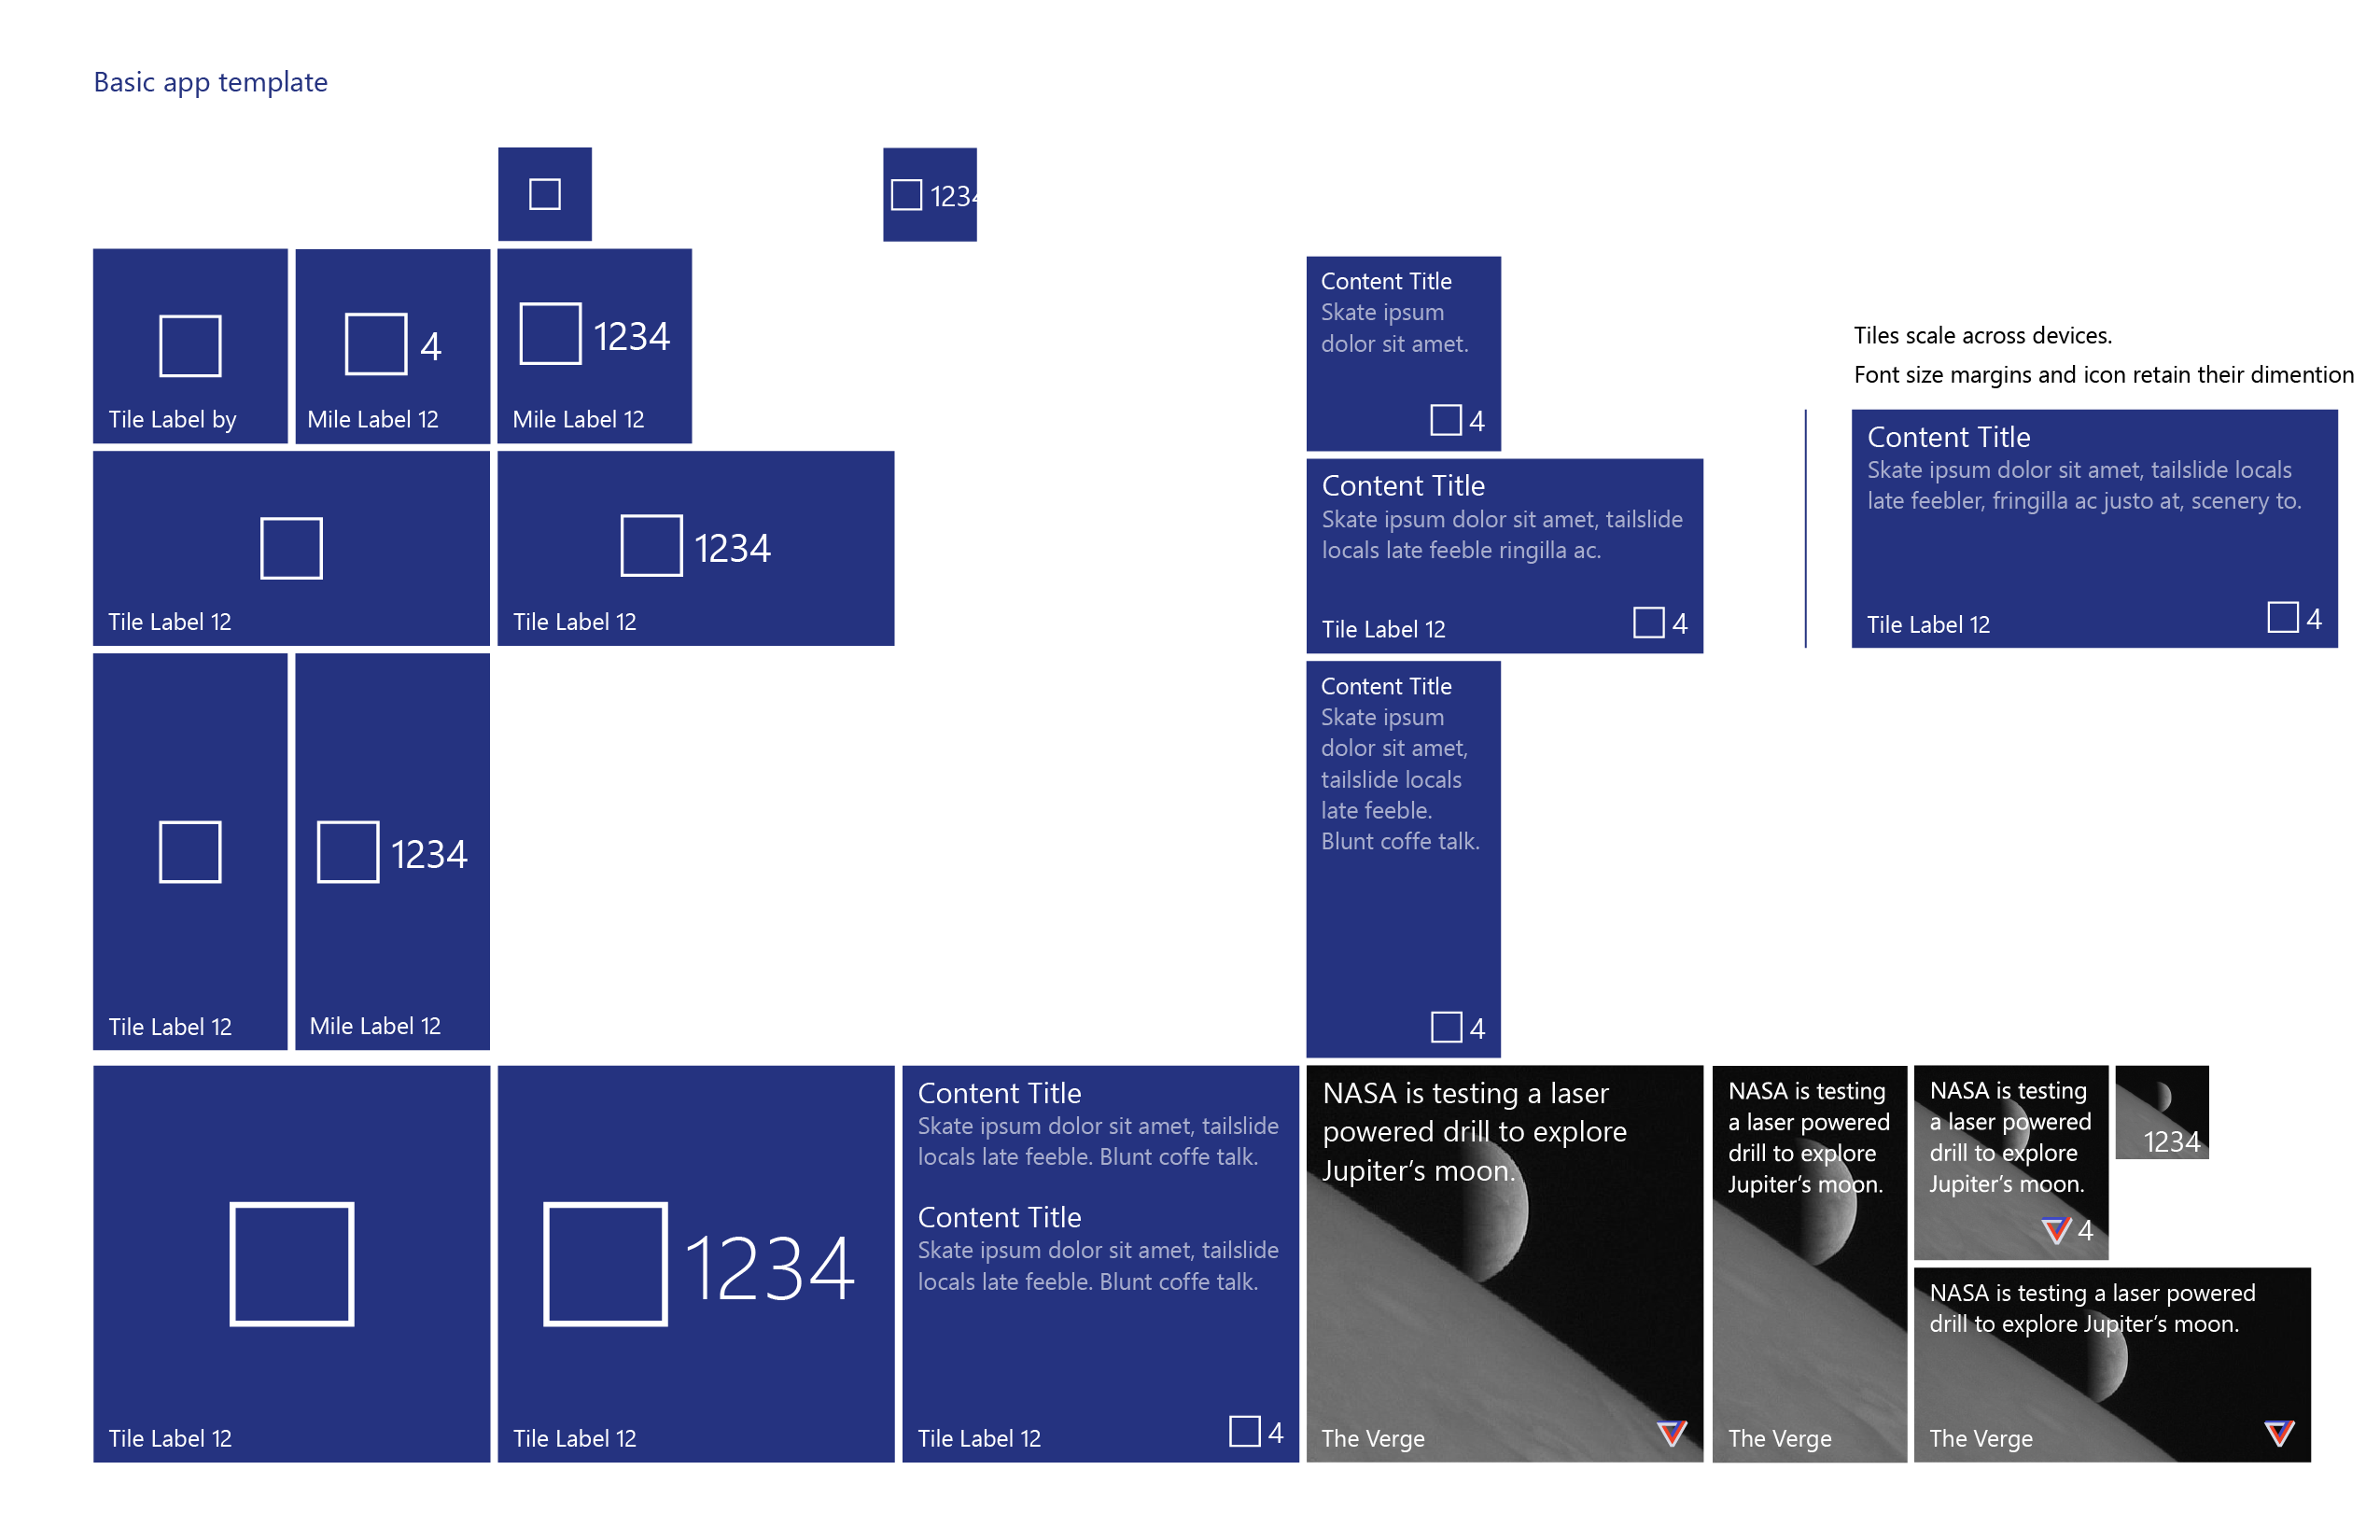 Basic app template
1234
Tile Label by
4
Mile Label 12
1234
Mile Label 12
Tile Label 12
1234
Tile Label 12
Tile Label 12
1234
Mile Label 12
Content Title
Skate ipsum
dolor sit amet.
4
Content Title
Skate ipsum dolor sit amet, tailslide
locals late feeble ringilla ac.
Tile Label 12
4
Tiles scale across devices.
Font size margins and icon retain their dimention
Content Title
Skate ipsum dolor sit amet, tailslide locals
late feebler, fringilla ac justo at, scenery to.
Tile Label 12
4
Content Title
Skate ipsum
dolor sit amet,
tailslide locals
late feeble.
Blunt coffe talk.
4
Tile Label 12
1234
Tile Label 12
Content Title
Skate ipsum dolor sit amet, tailslide
locals late feeble. Blunt coffe talk.
Content Title
Skate ipsum dolor sit amet, tailslide
locals late feeble. Blunt coffe talk.
Tile Label 12
4
NASA is testing a laser
powered drill to explore
Jupiter’s moon.
The Verge
NASA is testing
a laser powered
drill to explore
Jupiter’s moon.
The Verge
NASA is testing
a laser powered
drill to explore
Jupiter’s moon.
4
1234
NASA is testing a laser powered
drill to explore Jupiter’s moon.
The Verge